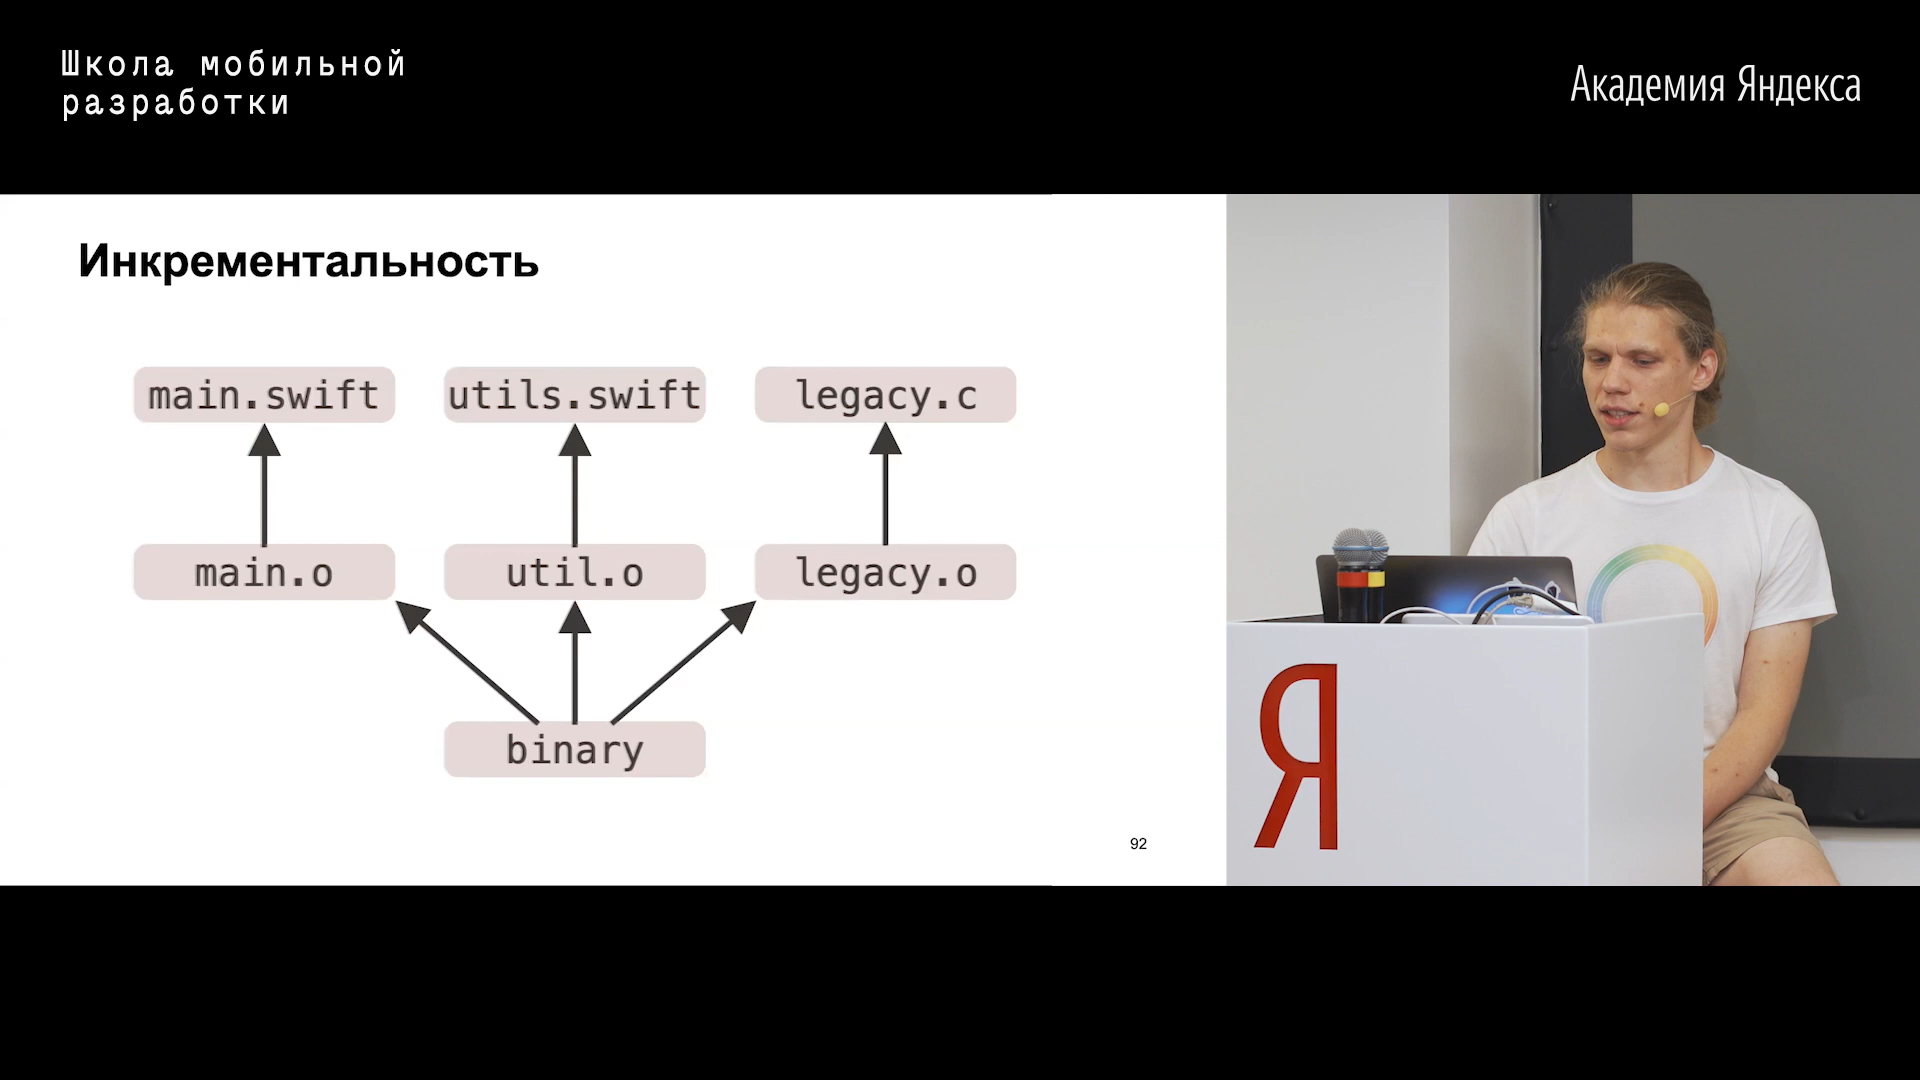 Школа мобильной
разработки
Академия Яндекса
Инкрементальность
main.swift utils.swift legacy.c
main.o util.o legacy.o
binary
92
Я